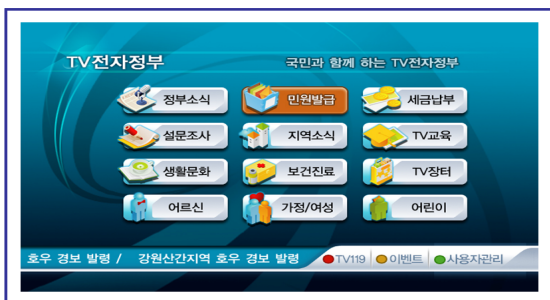 TV전자정부
국민과 함께 하는 TV전자정부
정부소식 민원발급 세금납부
설문조사 지역소식 TV교육
생활문화 보건진료 TV장터
어르신 가정/여성 어린이
호우 경보 발령 / 강원산간지역 호우 경보 발령 TV119 이벤트 사용자관리